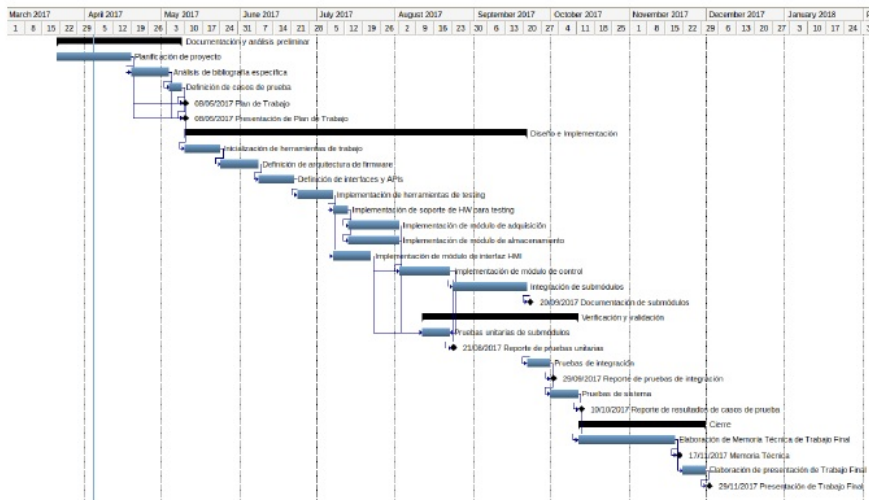 March 2017 April 2017 May 2017 June 2017 July 2017 August 2017 September 2017 October 2017 November 2017 December 2017 January 2018
1 8 15 22 29 5 12 19 26 3 10 17 24 31 7 14 21 28 5 12 19 26 2 9 16 23 30 6 13 20 27 4 11 18 25 1 8 15 22 29 6 13 20 27 3 10 17 24
Documentación y análisis preliminar
Planificación de proyecto
Análisis de bibliografía específica
Definición de casos de prueba
Plan de Trabajo
Presentación de Plan de Trabajo
Diseño e Implementación
Inicialización de herramientas de trabajo
Definición de arquitectura de firmware
Definición de interfaces y APIs
Implementación de herramientas de testing
Implementación de soporte de HW para testing
Implementación de módulo de adquisición
Implementación de módulo de almacenamiento
Implementación de módulo de interfaz HMI
Implementación de módulo de control
Integración de submódulos
20/09/2017 Documentación de submódulos
Verificación y validación
Pruebas unitarias de submódulos
Reporte de pruebas unitarias
Pruebas de integración
29/09/2017 Reporte de pruebas de integración
Pruebas de sistema
10/10/2017 Reporte de resultados de casos de prueba
Cierre
Elaboración de Memoria Técnica de Trabajo Final
17/11/2017 Memoria Técnica
Elaboración de presentación de Trabajo Final
29/11/2017 Presentación de Trabajo Final